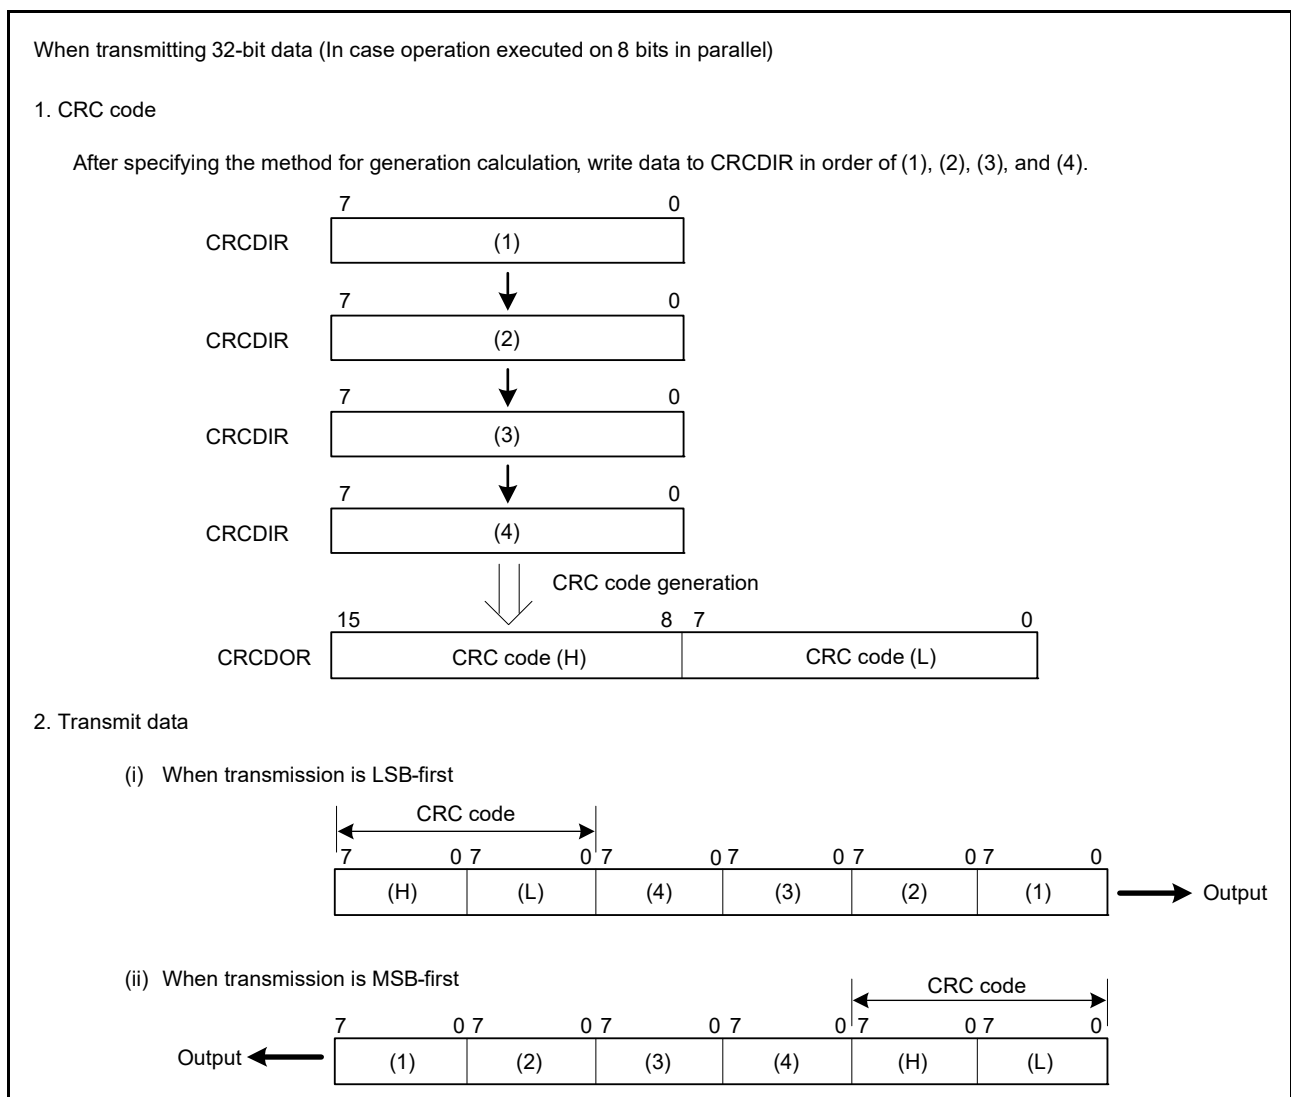 When transmitting 32-bit data (In case operation executed on 8 bits in parallel)
1. CRC code
After specifying the method for generation calculation, write data to CRCDIR in order of (1), (2), (3), and (4).
7 0
CRCDIR (1)
7 0
CRCDIR (2)
7 0
CRCDIR (3)
7 0
CRCDIR (4)
CRC code generation
15 8 7 0
CRCDOR CRC code (H) CRC code (L)
2. Transmit data
(i) When transmission is LSB-first
CRC code
7 0 7 0 7 0 7 0 7 0 7 0
(H) (L) (4) (3) (2) (1) Output
(ii) When transmission is MSB-first
CRC code
7 0 7 0 7 0 7 0 7 0 7 0
Output (1) (2) (3) (4) (H) (L)